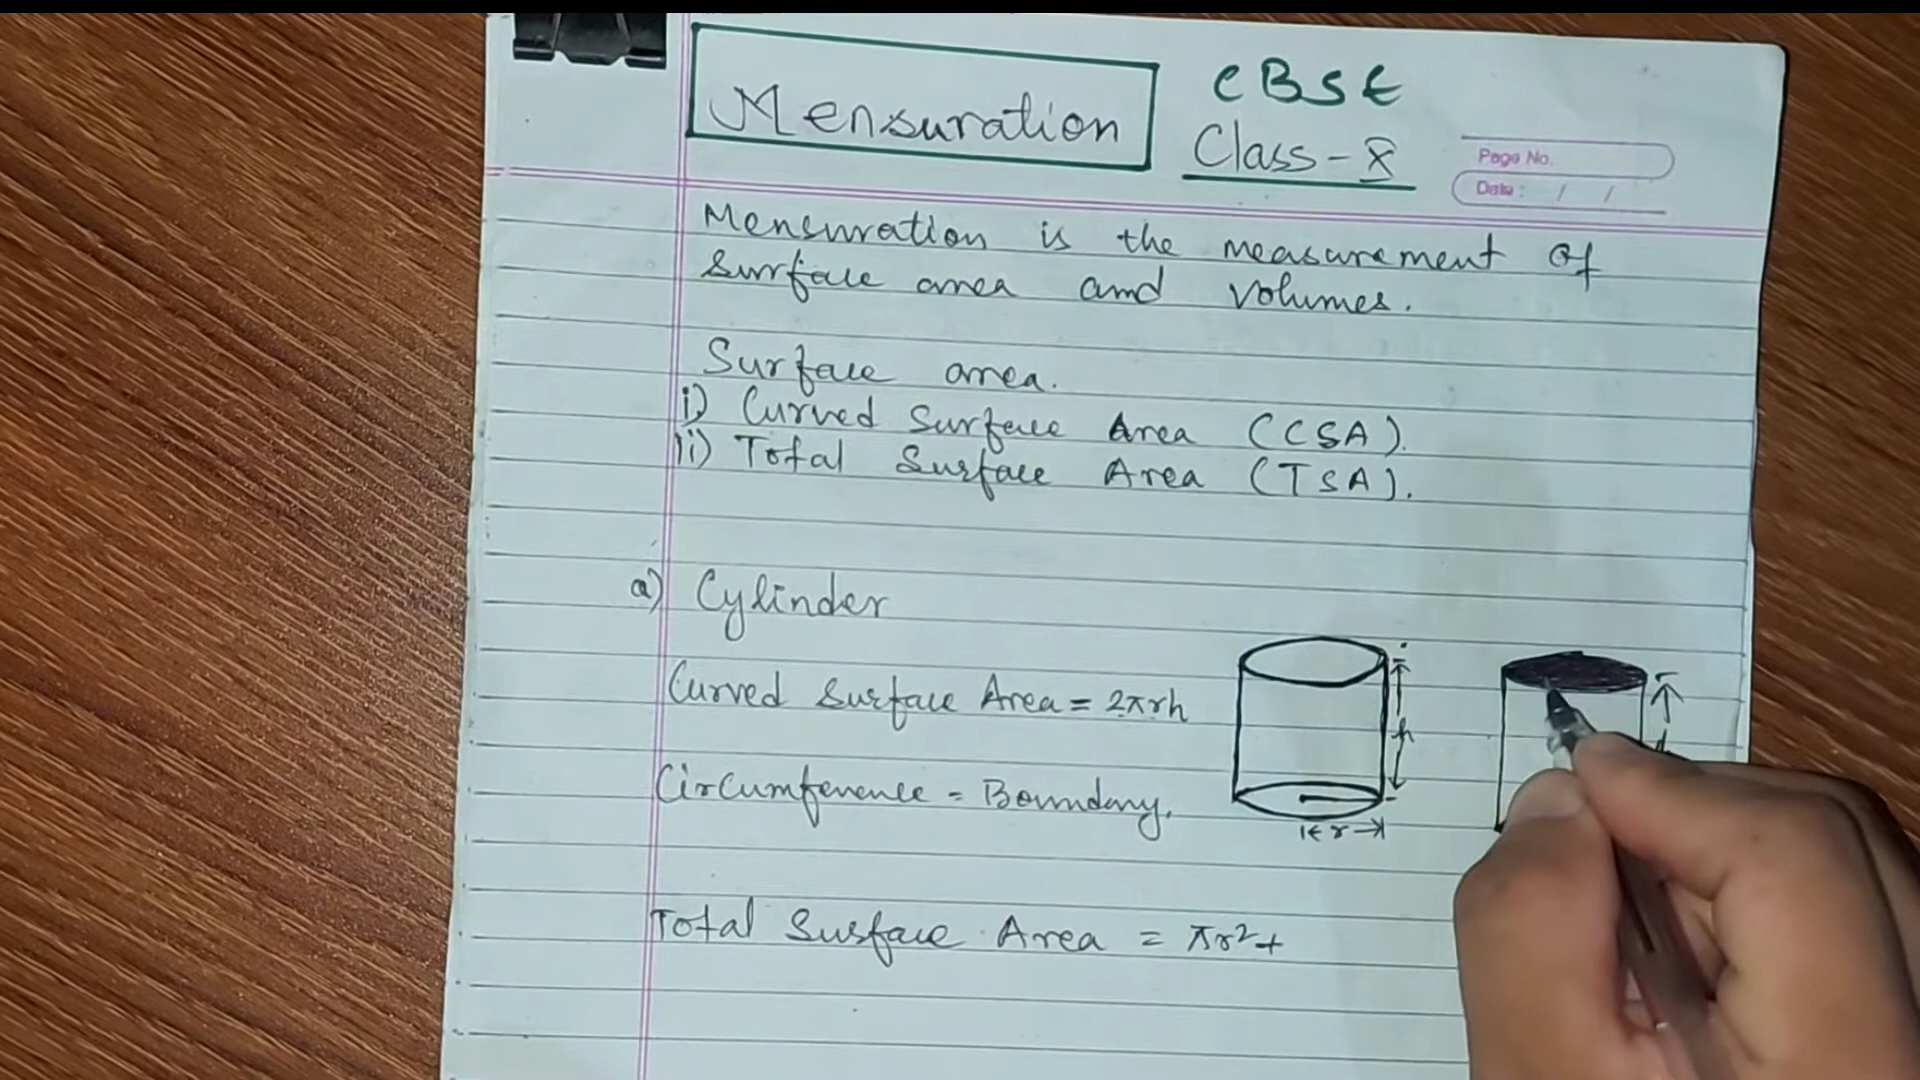 Mensuration
CBSE
Class-X
Page No.
Date : / /
Mensuration is the measurement of
surface area and volumes.
Surface area.
i) Curved Surface Area (CSA).
ii) Total Surface Area (TSA).
a) Cylinder
Curved Surface Area = 2πrh
h
r
Circumference = Boundary.
Total Surface Area = πr²+